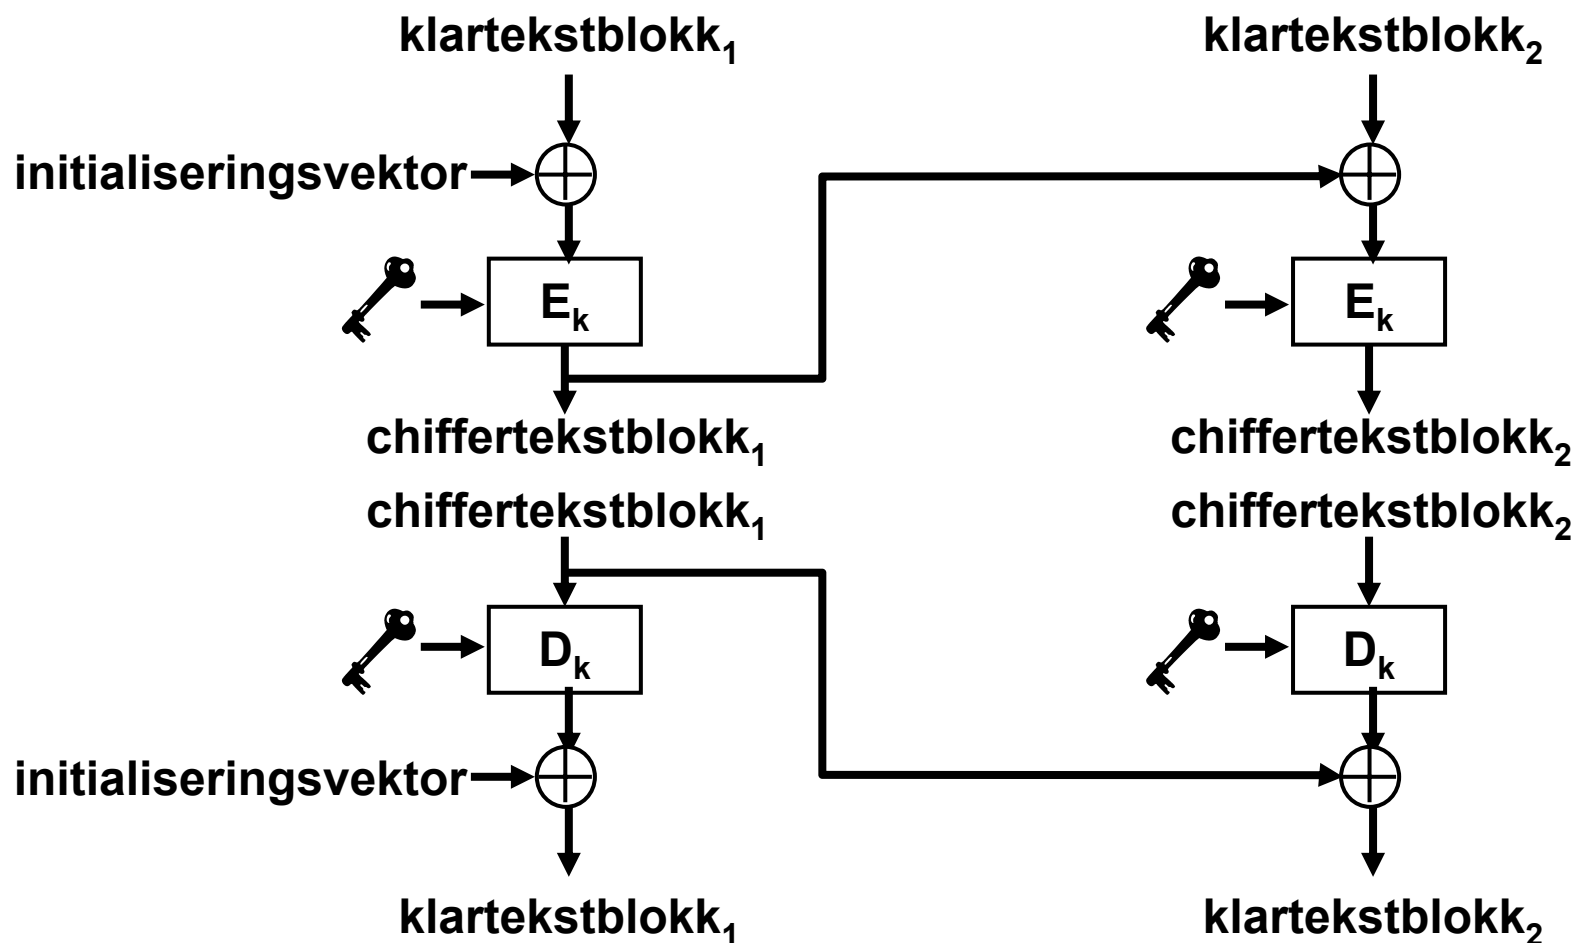 klartekstblokk₁ klartekstblokk₂
initialiseringsvektor
Eₖ Eₖ
chiffertekstblokk₁ chiffertekstblokk₂
chiffertekstblokk₁ chiffertekstblokk₂
Dₖ Dₖ
initialiseringsvektor
klartekstblokk₁ klartekstblokk₂